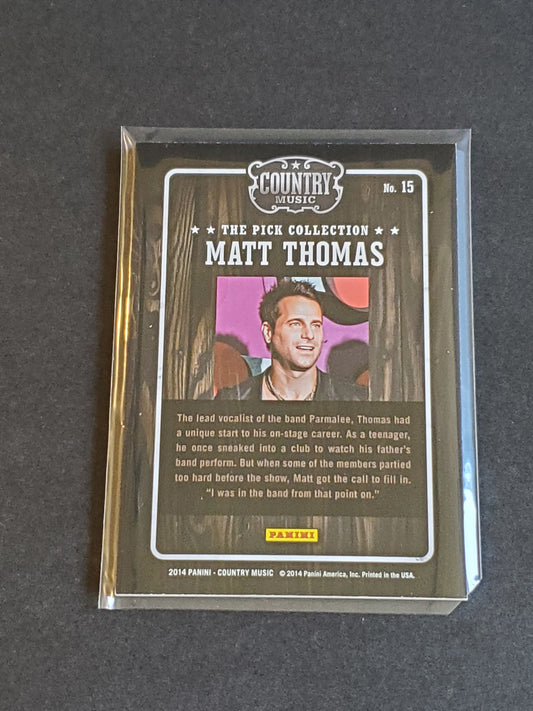 COUNTRY
MUSIC
No. 15
THE PICK COLLECTION
MATT THOMAS
The lead vocalist of the band Parmalee, Thomas had
a unique start to his on-stage career. As a teenager,
he once sneaked into a club to watch his father's
band perform. But when some of the members partied
too hard before the show, Matt got the call to fill in.
"I was in the band from that point on."
PANINI
2014 PANINI - COUNTRY MUSIC © 2014 Panini America, Inc. Printed in the USA.